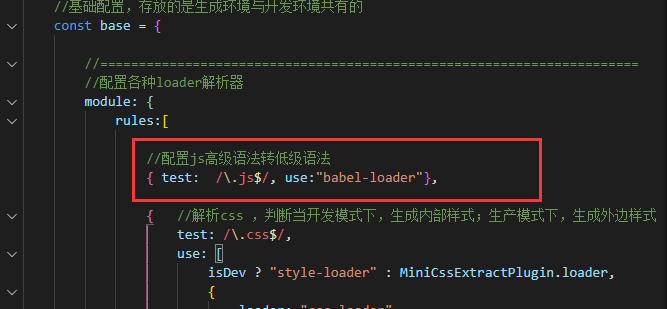 //基础配置，存放的是生成环境与开发环境共有的
const base = {
//=====================================================================
//配置各种loader解析器
module: {
rules:[
//配置js高级语法转低级语法
{ test:  /\.js$/, use:"babel-loader"},
{   //解析css ，判断当开发模式下，生成内部样式；生产模式下，生成外边样式
test: /\.css$/,
use: [
isDev ? "style-loader" : MiniCssExtractPlugin.loader,
{
loader: "css-loader"